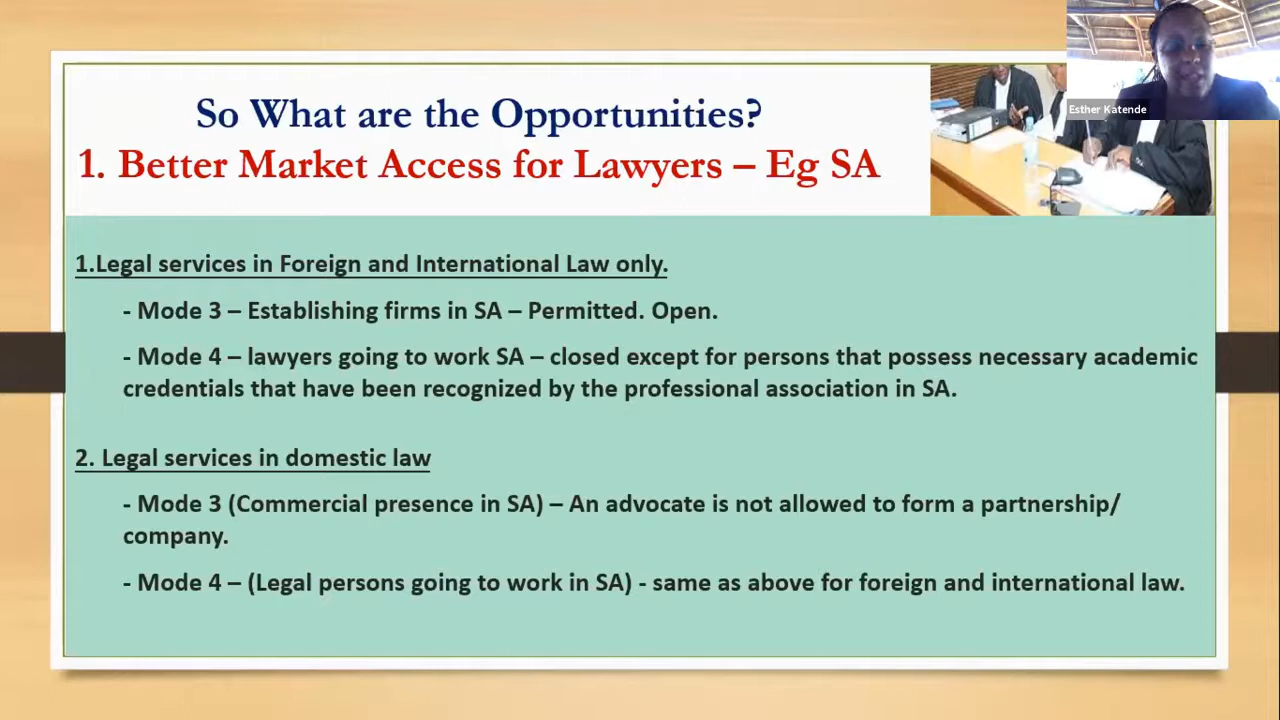 Esther Katende
So What are the Opportunities?
1. Better Market Access for Lawyers – Eg SA
1.Legal services in Foreign and International Law only.
- Mode 3 – Establishing firms in SA – Permitted. Open.
- Mode 4 – lawyers going to work SA – closed except for persons that possess necessary academic
credentials that have been recognized by the professional association in SA.
2. Legal services in domestic law
- Mode 3 (Commercial presence in SA) – An advocate is not allowed to form a partnership/
company.
- Mode 4 – (Legal persons going to work in SA) - same as above for foreign and international law.